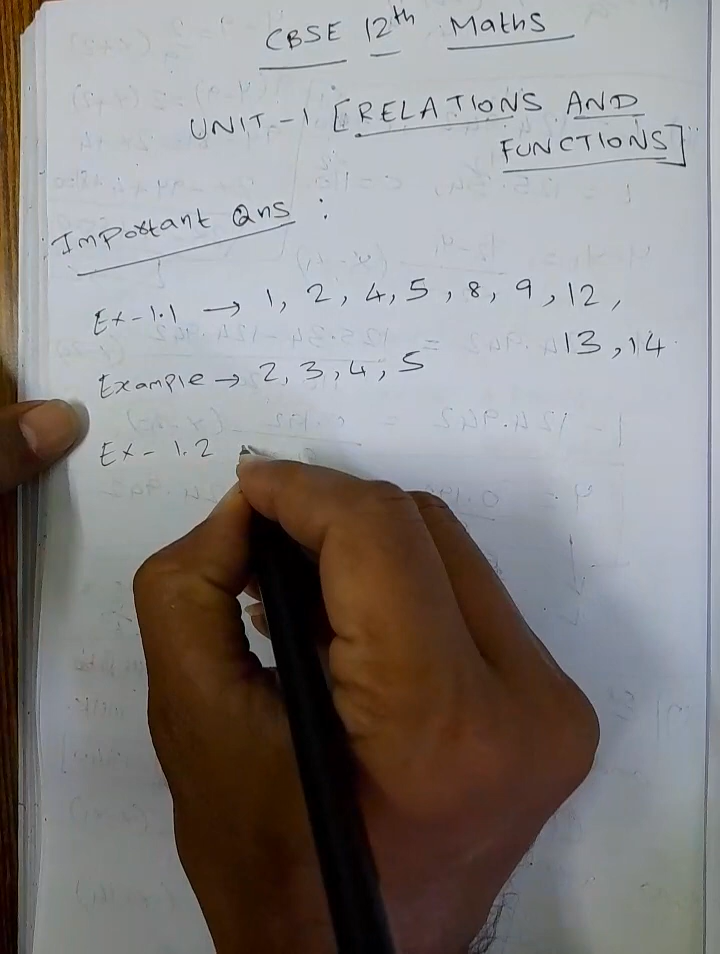 CBSE 12th Maths
UNIT-1 [RELATIONS AND
FUNCTIONS]
Important Qns :
Ex-1.1 → 1, 2, 4, 5, 8, 9, 12,
13, 14.
Example → 2, 3, 4, 5
Ex-1.2